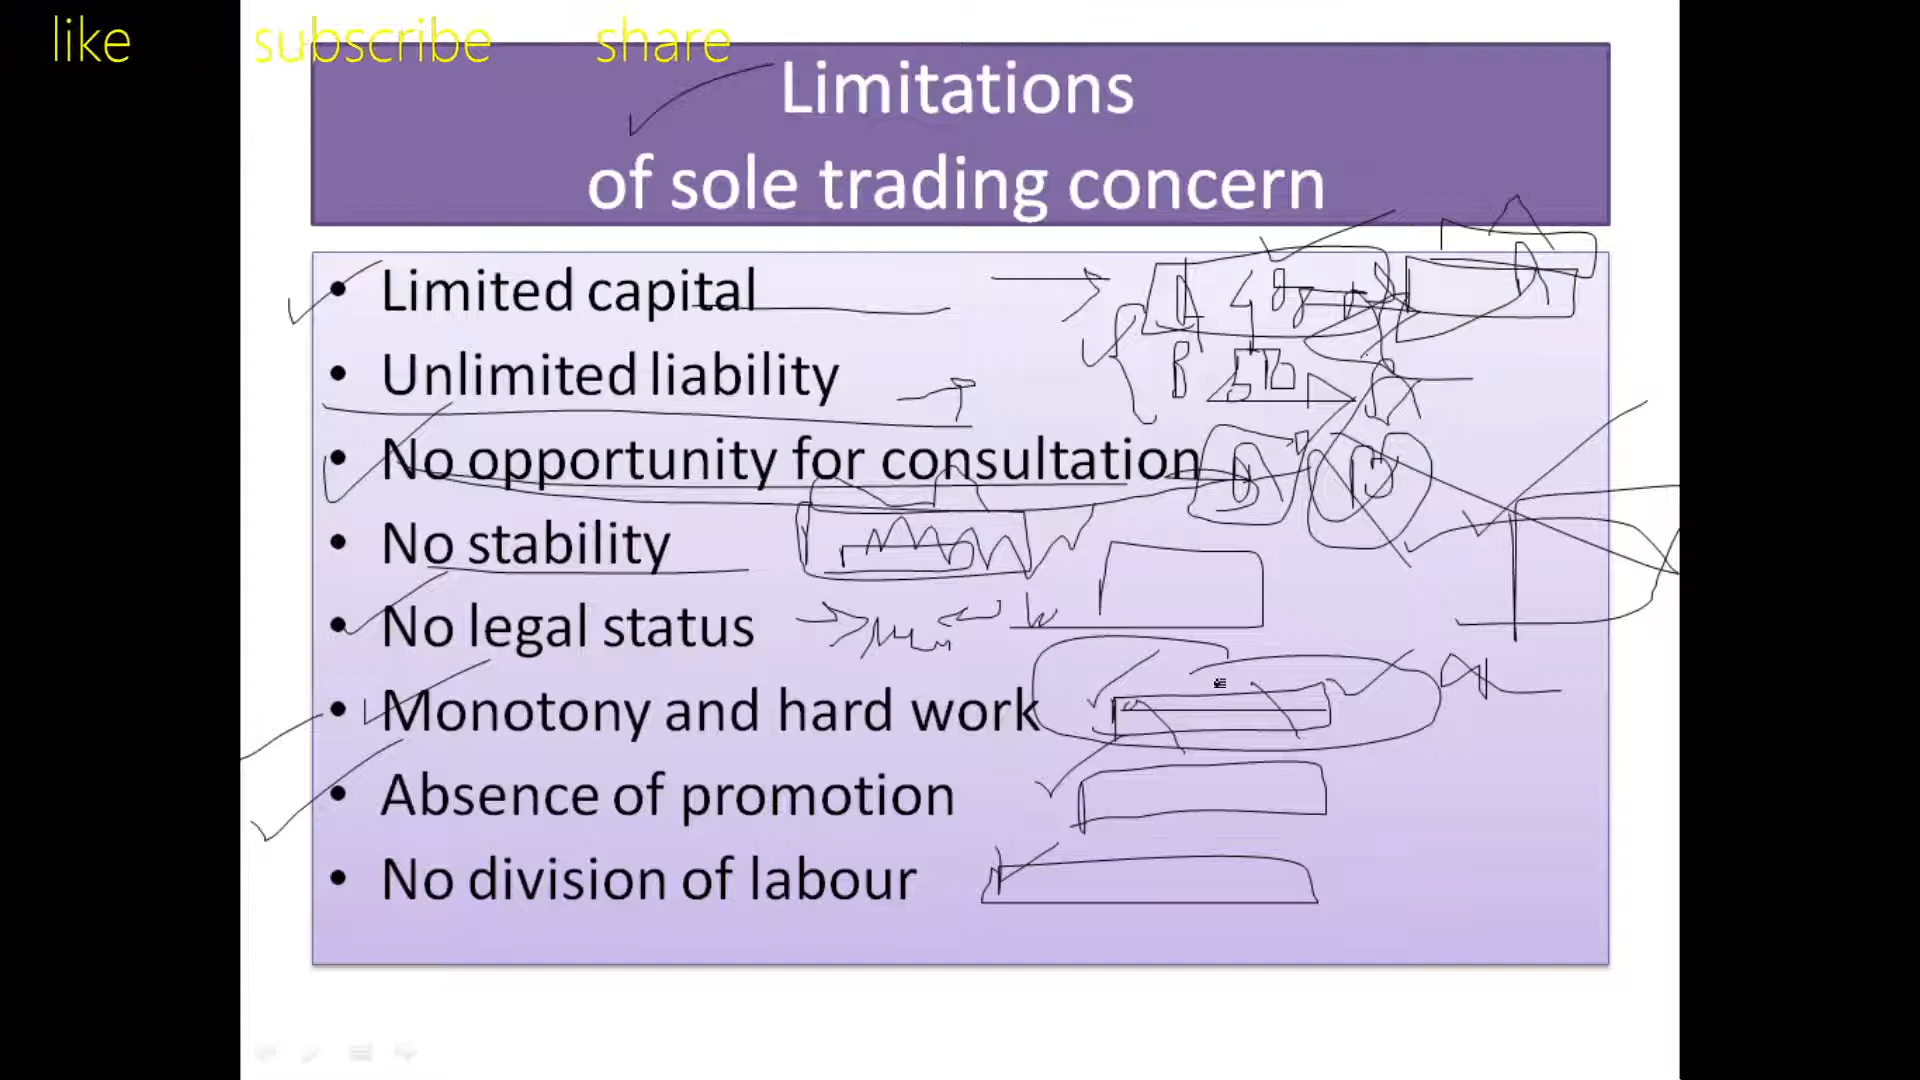 like subscribe share
Limitations
of sole trading concern
• Limited capital
• Unlimited liability
• No opportunity for consultation
• No stability
• No legal status
• Monotony and hard work
• Absence of promotion
• No division of labour